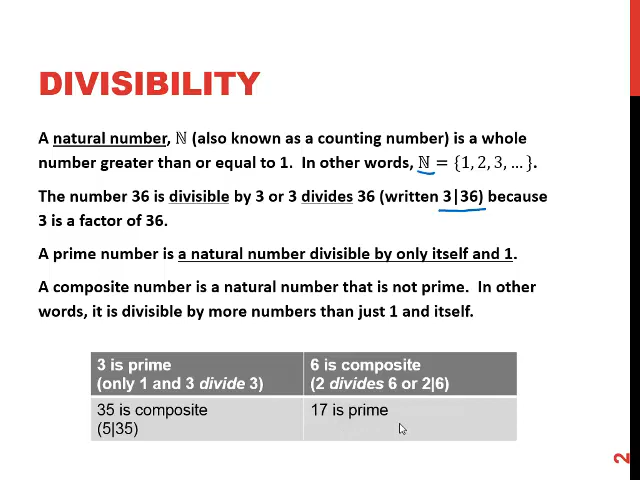 DIVISIBILITY
A natural number, ℕ (also known as a counting number) is a whole
number greater than or equal to 1. In other words, ℕ = {1, 2, 3, …}.
The number 36 is divisible by 3 or 3 divides 36 (written 3|36) because
3 is a factor of 36.
A prime number is a natural number divisible by only itself and 1.
A composite number is a natural number that is not prime. In other
words, it is divisible by more numbers than just 1 and itself.
3 is prime
(only 1 and 3 divide 3)
6 is composite
(2 divides 6 or 2|6)
35 is composite
(5|35)
17 is prime
2